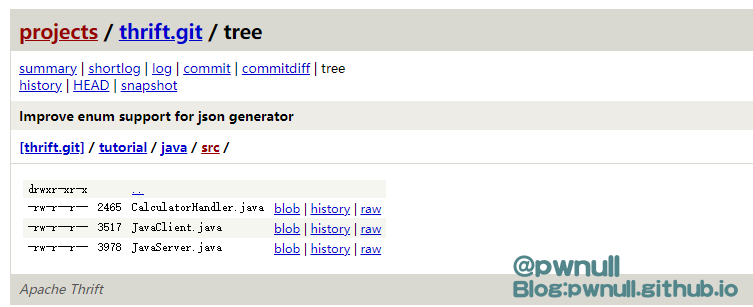 projects / thrift.git / tree
summary | shortlog | log | commit | commitdiff | tree
history | HEAD | snapshot
Improve enum support for json generator
[thrift.git] / tutorial / java / src /
drwxr-xr-x ..
-rw-r--r-- 2465 CalculatorHandler.java blob | history | raw
-rw-r--r-- 3517 JavaClient.java blob | history | raw
-rw-r--r-- 3978 JavaServer.java blob | history | raw
@pwnull
Blog:pwnull.github.io
Apache Thrift